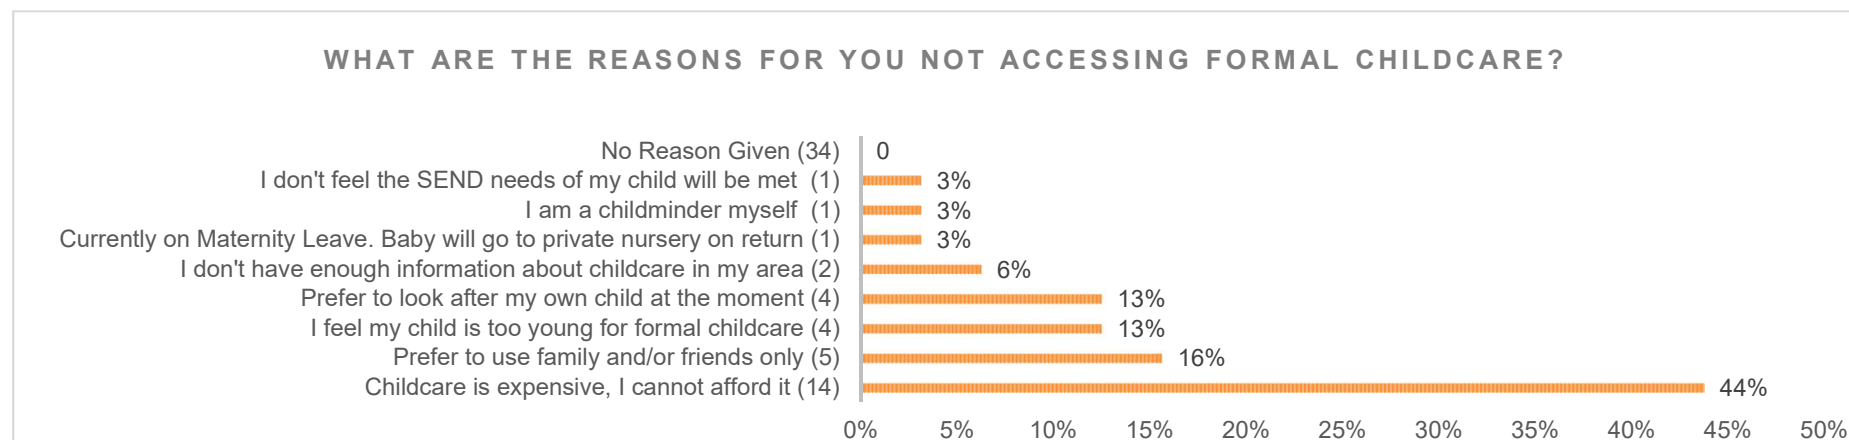 WHAT ARE THE REASONS FOR YOU NOT ACCESSING FORMAL CHILDCARE?
No Reason Given (34) 0
I don't feel the SEND needs of my child will be met (1) 3%
I am a childminder myself (1) 3%
Currently on Maternity Leave. Baby will go to private nursery on return (1) 3%
I don't have enough information about childcare in my area (2) 6%
Prefer to look after my own child at the moment (4) 13%
I feel my child is too young for formal childcare (4) 13%
Prefer to use family and/or friends only (5) 16%
Childcare is expensive, I cannot afford it (14) 44%
0% 5% 10% 15% 20% 25% 30% 35% 40% 45% 50%